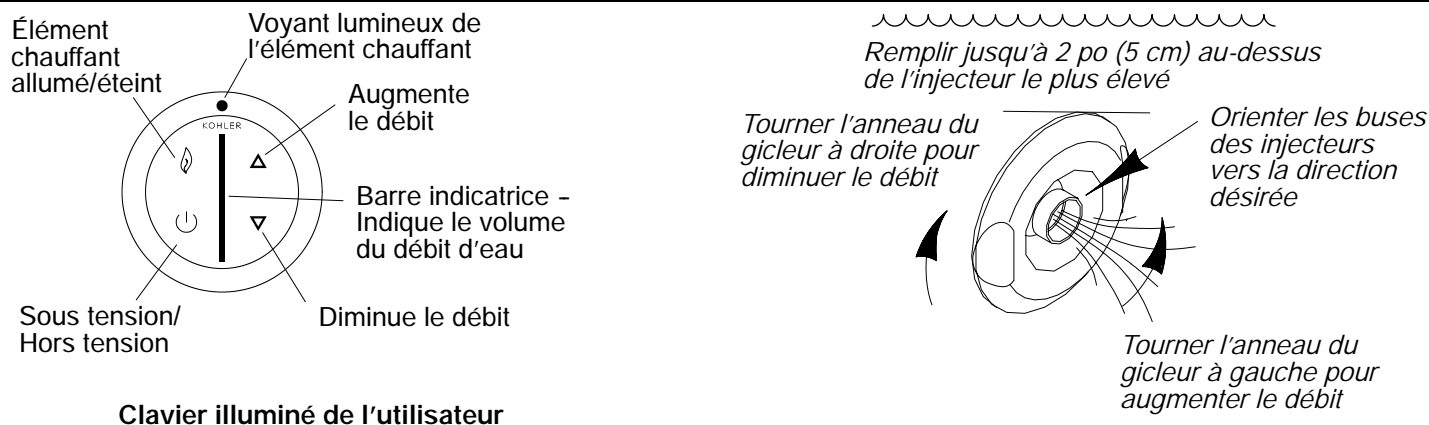 Élément
chauffant
allumé/éteint
Voyant lumineux de
l'élément chauffant
KOHLER
Augmente
le débit
Barre indicatrice -
Indique le volume
du débit d'eau
Sous tension/
Hors tension
Diminue le débit
Clavier illuminé de l'utilisateur
Remplir jusqu'à 2 po (5 cm) au-dessus
de l'injecteur le plus élevé
Tourner l'anneau du
gicleur à droite pour
diminuer le débit
Orienter les buses
des injecteurs
vers la direction
désirée
Tourner l'anneau du
gicleur à gauche pour
augmenter le débit